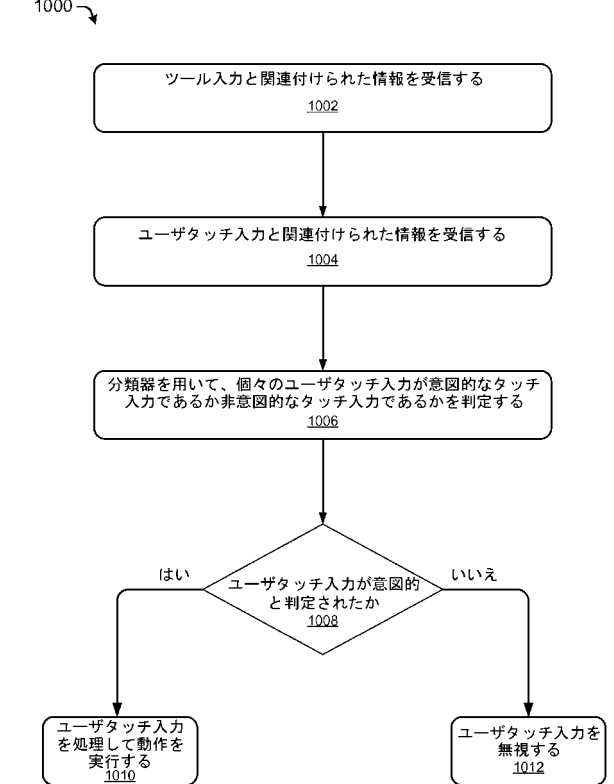 1000
ツール入力と関連付けられた情報を受信する
1002
ユーザタッチ入力と関連付けられた情報を受信する
1004
分類器を用いて、個々のユーザタッチ入力が意図的なタッチ
入力であるか非意図的なタッチ入力であるかを判定する
1006
はい
いいえ
ユーザタッチ入力が意図的
と判定されたか
1008
ユーザタッチ入力
を処理して動作を
実行する
1010
ユーザタッチ入力を
無視する
1012